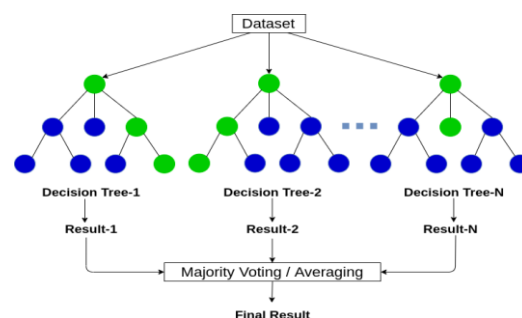 Dataset
Decision Tree-1
Decision Tree-2
Decision Tree-N
Result-1
Result-2
Result-N
Majority Voting / Averaging
Final Result